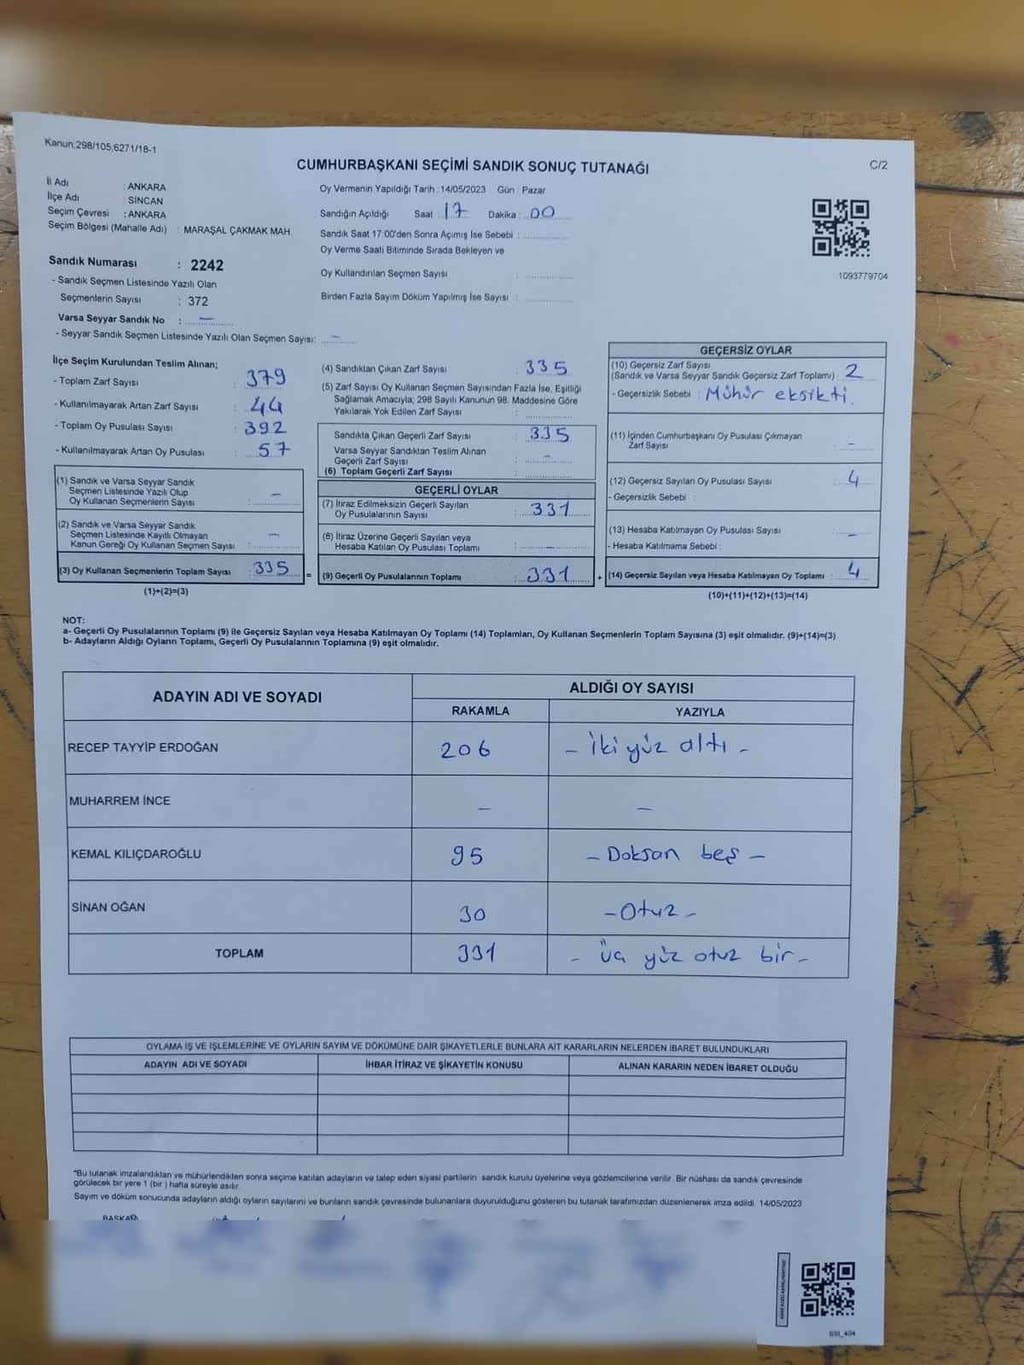 Kanun;298/105,6271/18-1
CUMHURBAŞKANI SEÇİMİ SANDIK SONUÇ TUTANAĞI
C/2
İl Adı : ANKARA
İlçe Adı : SİNCAN
Seçim Çevresi : ANKARA
Seçim Bölgesi (Mahalle Adı) : MARAŞAL ÇAKMAK MAH.
Sandık Numarası : 2242
- Sandık Seçmen Listesinde Yazılı Olan
Seçmenlerin Sayısı : 372
Varsa Seyyar Sandık No : —
- Seyyar Sandık Seçmen Listesinde Yazılı Olan Seçmen Sayısı: —
Oy Vermenin Yapıldığı Tarih : 14/05/2023 Gün : Pazar
Sandığın Açıldığı Saat 17 Dakika : 00
Sandık Saat 17:00'den Sonra Açımış İse Sebebi :
Oy Verme Saati Bitiminde Sırada Bekleyen ve
Oy Kullandırılan Seçmen Sayısı :
Birden Fazla Sayım Döküm Yapılmış İse Sayısı :
1093779704
İlçe Seçim Kurulundan Teslim Alınan;
- Toplam Zarf Sayısı : 379
- Kullanılmayarak Artan Zarf Sayısı : 44
- Toplam Oy Pusulası Sayısı : 392
- Kullanılmayarak Artan Oy Pusulası : 57
(1) Sandık ve Varsa Seyyar Sandık
Seçmen Listesinde Yazılı Olup
Oy Kullanan Seçmenlerin Sayısı : —
(2) Sandık ve Varsa Seyyar Sandık
Seçmen Listesinde Kayıtlı Olmayan
Kanun Gereği Oy Kullanan Seçmen Sayısı : —
(3) Oy Kullanan Seçmenlerin Toplam Sayısı : 335
(1)+(2)=(3)
(4) Sandıktan Çıkan Zarf Sayısı : 335
(5) Zarf Sayısı Oy Kullanan Seçmen Sayısından Fazla İse, Eşitliği
Sağlamak Amacıyla; 298 Sayılı Kanunun 98. Maddesine Göre
Yakılarak Yok Edilen Zarf Sayısı :
Sandıkta Çıkan Geçerli Zarf Sayısı : 335
Varsa Seyyar Sandıktan Teslim Alınan
Geçerli Zarf Sayısı : —
(6) Toplam Geçerli Zarf Sayısı :
GEÇERLİ OYLAR
(7) İtiraz Edilmeksizin Geçerli Sayılan
Oy Pusulalarının Sayısı : 331
(8) İtiraz Üzerine Geçerli Sayılan veya
Hesaba Katılan Oy Pusulası Toplamı : —
= (9) Geçerli Oy Pusulalarının Toplamı : 331
GEÇERSİZ OYLAR
(10) Geçersiz Zarf Sayısı
(Sandık ve Varsa Seyyar Sandık Geçersiz Zarf Toplamı) : 2
- Geçersizlik Sebebi : Mühür eksikti.
(11) İçinden Cumhurbaşkanı Oy Pusulası Çıkmayan
Zarf Sayısı : —
(12) Geçersiz Sayılan Oy Pusulası Sayısı : 4
- Geçersizlik Sebebi :
(13) Hesaba Katılmayan Oy Pusulası Sayısı : —
- Hesaba Katılmama Sebebi :
+ (14) Geçersiz Sayılan veya Hesaba Katılmayan Oy Toplamı : 4
(10)+(11)+(12)+(13)=(14)
NOT:
a- Geçerli Oy Pusulalarının Toplamı (9) ile Geçersiz Sayılan veya Hesaba Katılmayan Oy Toplamı (14) Toplamları, Oy Kullanan Seçmenlerin Toplam Sayısına (3) eşit olmalıdır. (9)+(14)=(3)
b- Adayların Aldığı Oyların Toplamı, Geçerli Oy Pusulalarının Toplamına (9) eşit olmalıdır.
ADAYIN ADI VE SOYADI ALDIĞI OY SAYISI
RAKAMLA YAZIYLA
RECEP TAYYİP ERDOĞAN 206 – iki yüz altı –
MUHARREM İNCE — —
KEMAL KILIÇDAROĞLU 95 – Doksan beş –
SİNAN OĞAN 30 – Otuz –
TOPLAM 331 – Üç yüz otuz bir –
OYLAMA İŞ VE İŞLEMLERİNE VE OYLARIN SAYIM VE DÖKÜMÜNE DAİR ŞİKAYETLERLE BUNLARA AİT KARARLARIN NELERDEN İBARET BULUNDUKLARI
ADAYIN ADI VE SOYADI İHBAR İTİRAZ VE ŞİKAYETİN KONUSU ALINAN KARARIN NEDEN İBARET OLDUĞU
*Bu tutanak imzalandıktan ve mühürlendikten sonra seçime katılan adayların ve talep eden siyasi partilerin sandık kurulu üyelerine veya gözlemcilerine verilir. Bir nüshası da sandık çevresinde
görülecek bir yere 1 (bir) hafta süreyle asılır.
Sayım ve döküm sonucunda adayların aldığı oyların sayılarını ve bunların sandık çevresinde bulunanlara duyurulduğunu gösteren bu tutanak tarafımızdan düzenlenerek imza edildi. 14/05/2023
BAŞKAN